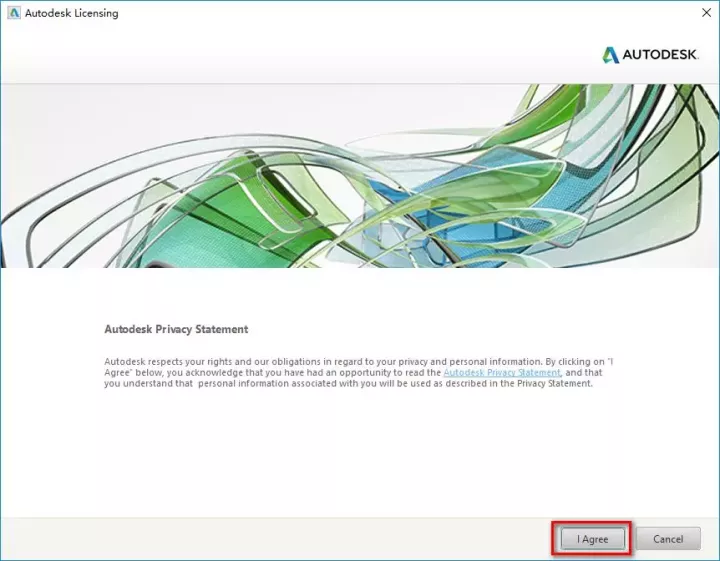 Autodesk Licensing
AUTODESK.
Autodesk Privacy Statement
Autodesk respects your rights and our obligations in regard to your privacy and personal information. By clicking on "I
Agree" below, you acknowledge that you have had an opportunity to read the Autodesk Privacy Statement, and that
you understand that personal information associated with you will be used as described in the Privacy Statement.
I Agree
Cancel